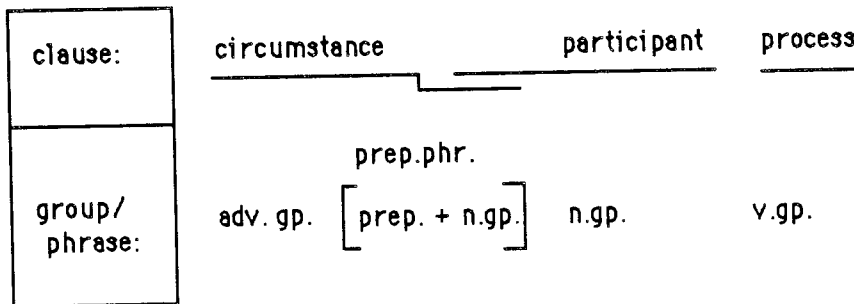 clause: circumstance participant process
prep.phr.
group/ adv. gp. [prep. + n.gp.] n.gp. v.gp.
phrase: